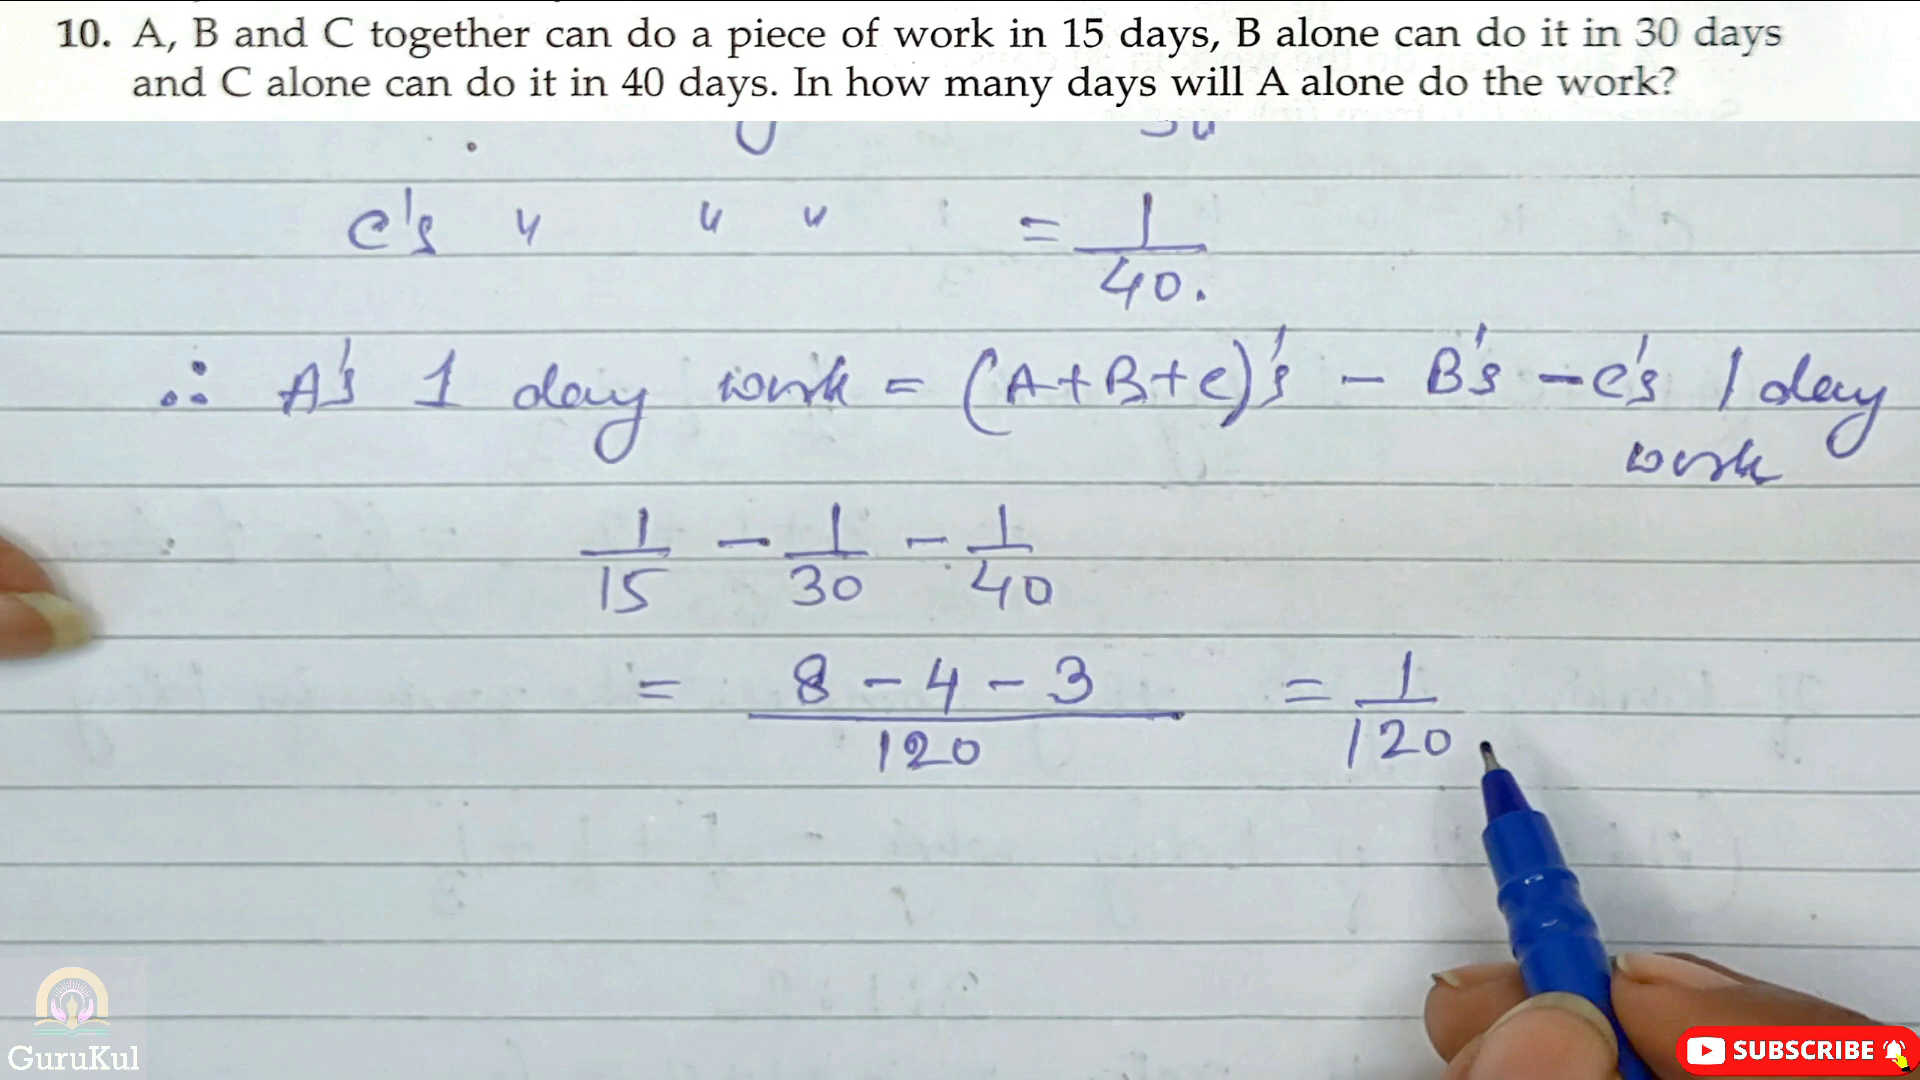 10. A, B and C together can do a piece of work in 15 days, B alone can do it in 30 days
and C alone can do it in 40 days. In how many days will A alone do the work?
C's " " " = 1/40.
∴ A's 1 day work = (A+B+C)'s - B's - C's 1 day
work
1/15 - 1/30 - 1/40
= 8 - 4 - 3/120 = 1/120
GuruKul
SUBSCRIBE